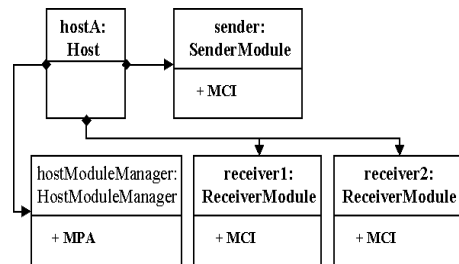 hostA:
Host
sender:
SenderModule
+ MCI
hostModuleManager:
HostModuleManager
+ MPA
receiver1:
ReceiverModule
+ MCI
receiver2:
ReceiverModule
+ MCI